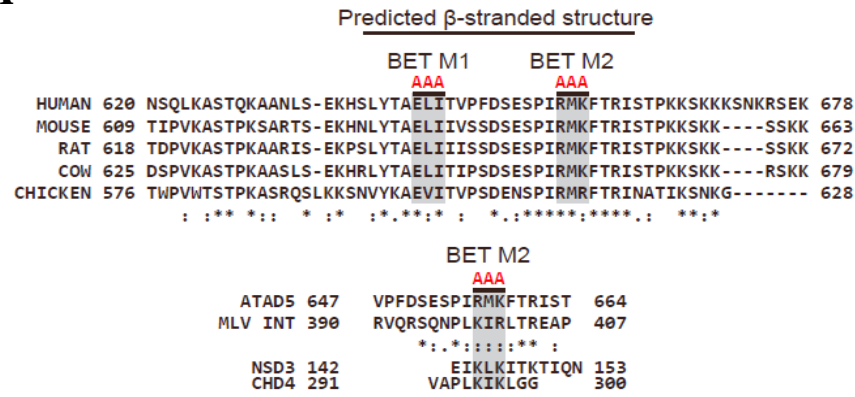 Predicted β-stranded structure
BET M1 BET M2
AAA AAA
HUMAN 620 NSQLKASTQKAANLS-EKHSLYTAELITVPFDSESPIRMKFTRISTPKKSKKKSNKRSEK 678
MOUSE 609 TIPVKASTPKSARTS-EKHNLYTAELIIVSSDSESPIRMKFTRISTPKKSKK----SSKK 663
RAT 618 TDPVKASTPKAARIS-EKPSLYTAELIIISSDSESPIRMKFTRISTPKKSKK----SSKK 672
COW 625 DSPVKASTPKAASLS-EKHRLYTAELITIPSDSESPIRMKFTRISTPKKSKK----RSKK 679
CHICKEN 576 TWPVWTSTPKASRQSLKKSNVYKAEVITVPSDENSPIRMRFTRINATIKSNKG------- 628
: :** *:: * :* :*.**:* : *.:*****:****.: **:*
BET M2
AAA
ATAD5 647 VPFDSESPIRMKFTRIST 664
MLV INT 390 RVQRSQNPLKIRLTREAP 407
*:.*:::::** :
NSD3 142 EIKLKITKTIQN 153
CHD4 291 VAPLKIKLGG 300